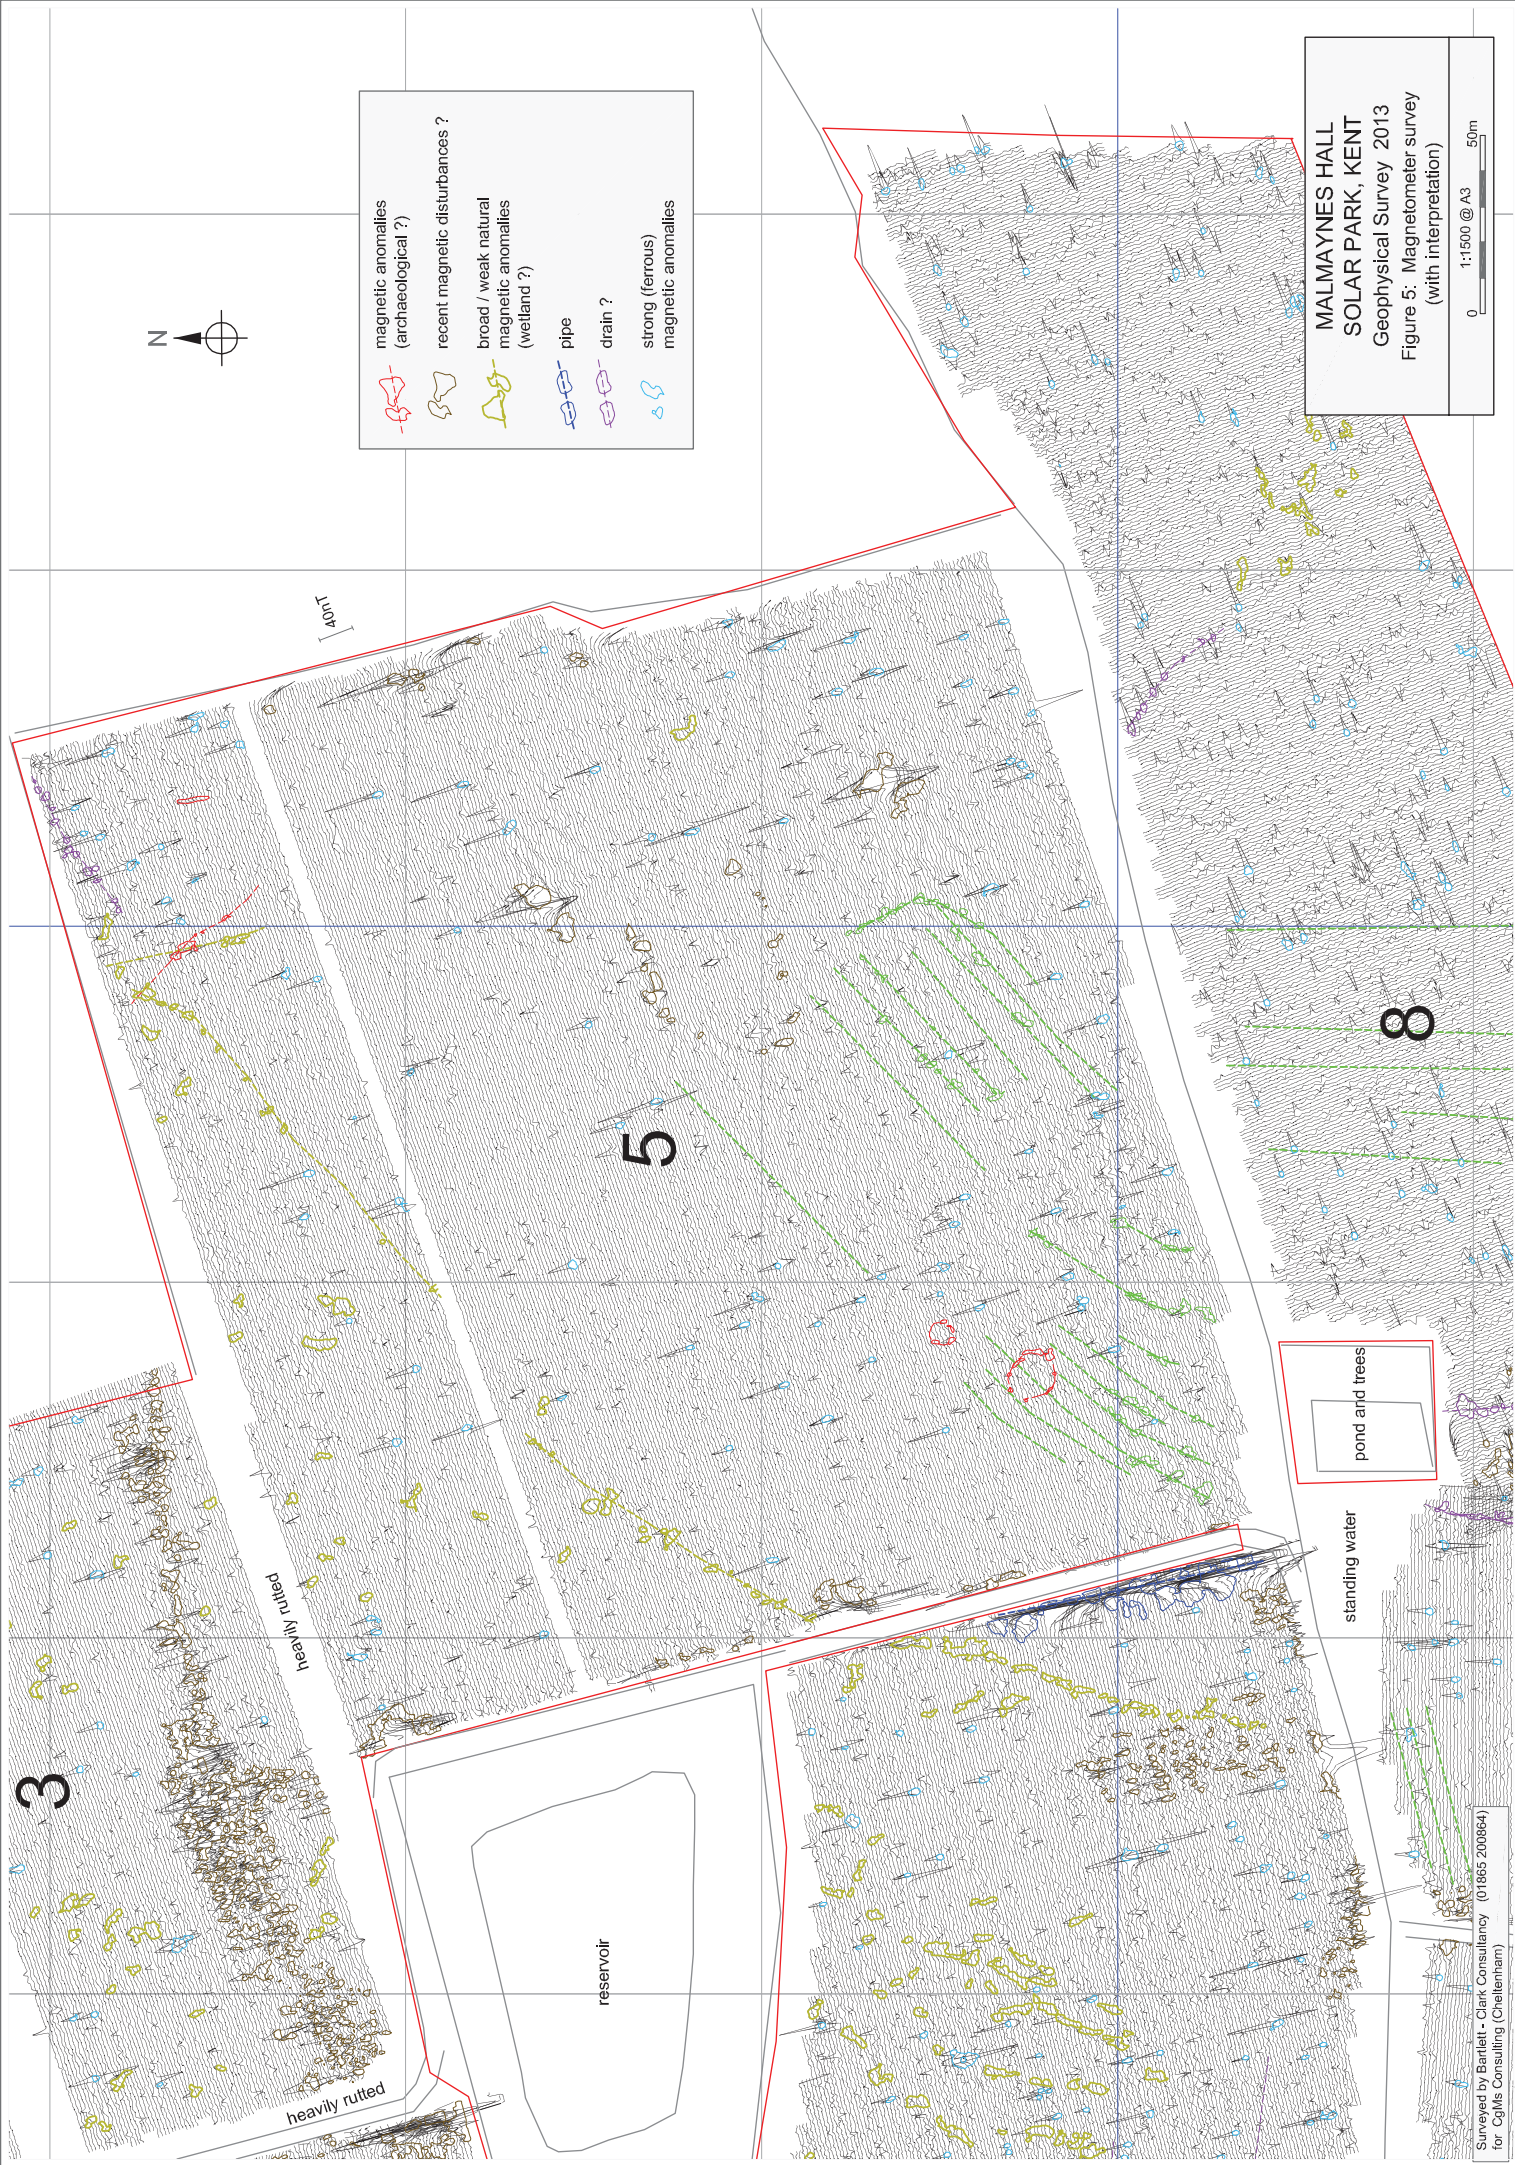 N
magnetic anomalies
(archaeological ?)
recent magnetic disturbances ?
broad / weak natural
magnetic anomalies
(wetland ?)
pipe
drain ?
strong (ferrous)
magnetic anomalies
40nT
3
heavily rutted
heavily rutted
reservoir
5
8
pond and trees
standing water
MALMAYNES HALL
SOLAR PARK, KENT
Geophysical Survey 2013
Figure 5: Magnetometer survey
(with interpretation)
1:1500 @ A3
0 50m
Surveyed by Bartlett - Clark Consultancy (01865 200864)
for CgMs Consulting (Cheltenham)